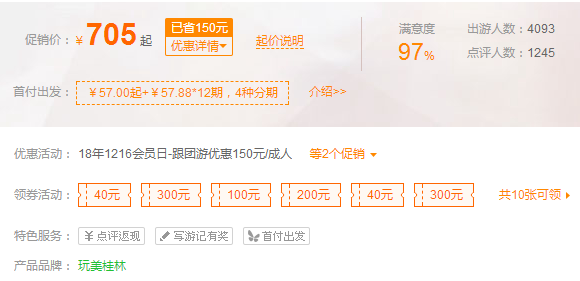 促销价： ¥705起 已省150元 优惠详情 起价说明
满意度 97%
出游人数：4093
点评人数：1245
首付出发： ¥57.00起+¥57.88*12期，4种分期 介绍>>
优惠活动： 18年1216会员日-跟团游优惠150元/成人 等2个促销
领券活动： 40元 300元 100元 200元 40元 300元 共10张可领
特色服务： ¥点评返现 写游记有奖 首付出发
产品品牌： 玩美桂林